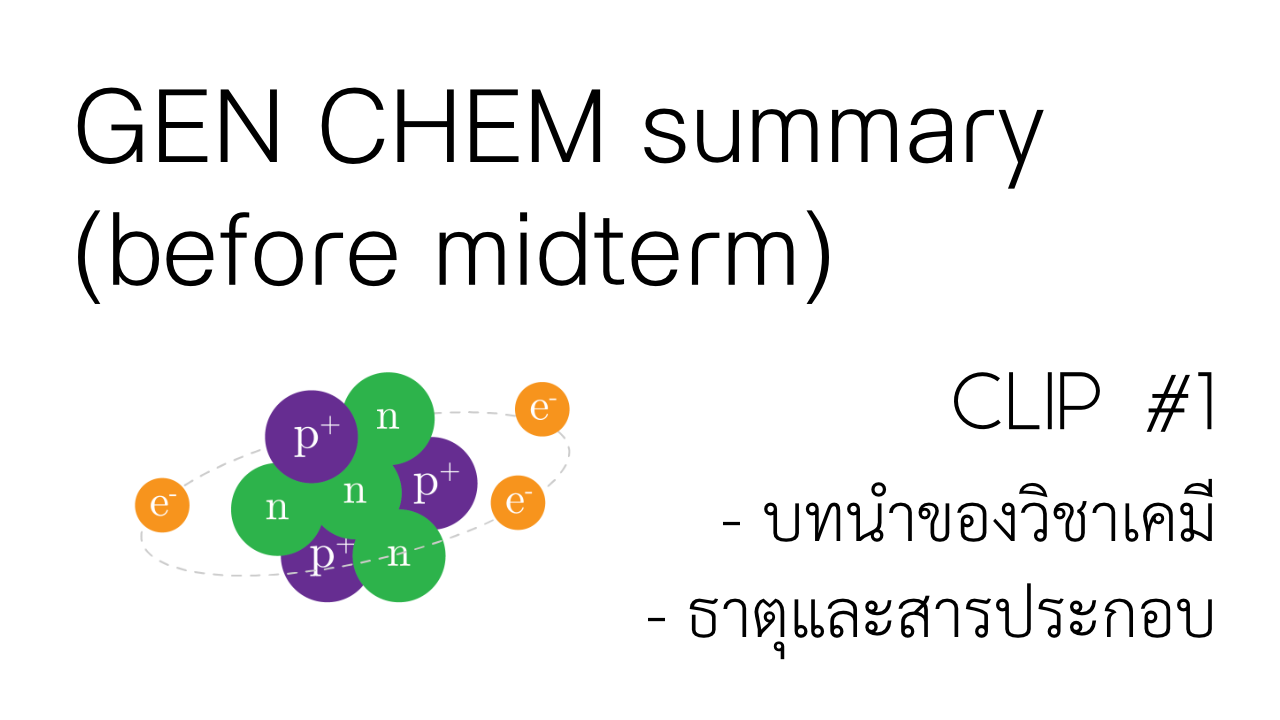 GEN CHEM summary
(before midterm)
CLIP #1
- บทนำของวิชาเคมี
- ธาตุและสารประกอบ
p⁺
n
e⁻
e⁻
n
n
p⁺
e⁻
p⁺
n